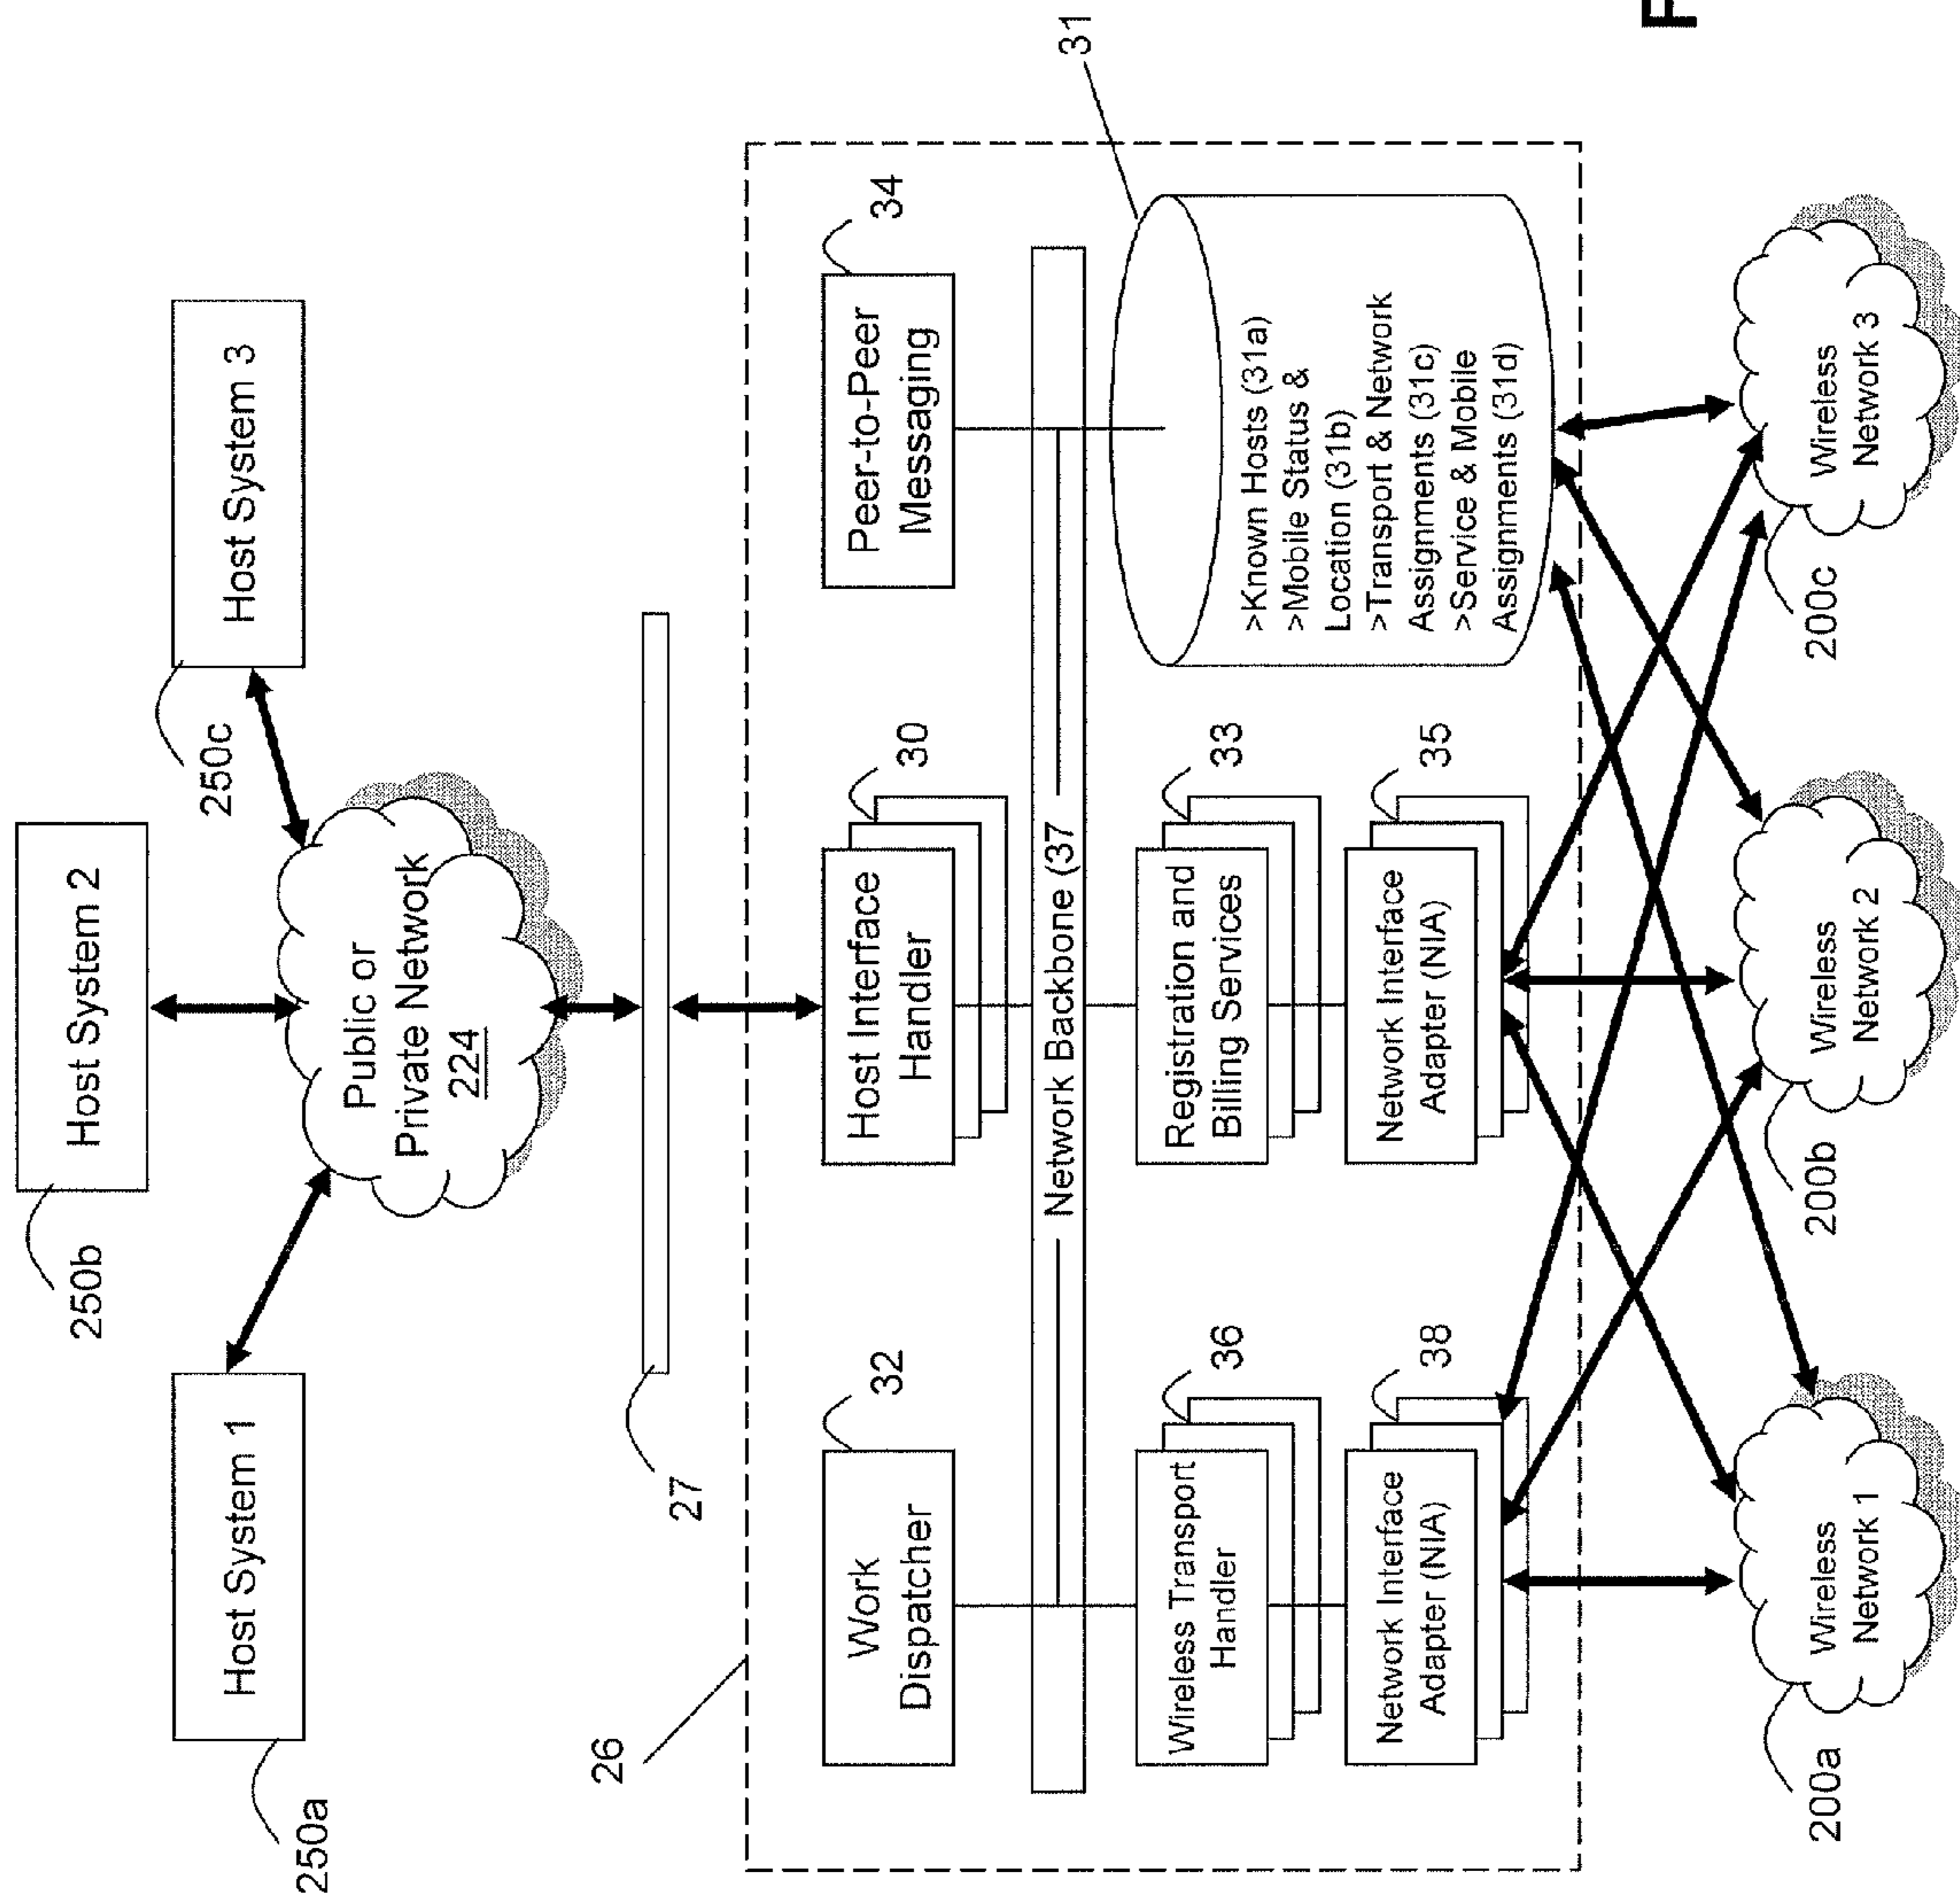 250a
Host System 1
250b
Host System 2
250c
Host System 3
Public or
Private Network
224
27
26
32
Work
Dispatcher
30
Host Interface
Handler
34
Peer-to-Peer
Messaging
31
Network Backbone (37
36
Wireless Transport
Handler
33
Registration and
Billing Services
38
Network Interface
Adapter (NIA)
35
Network Interface
Adapter (NIA)
>Known Hosts (31a)
>Mobile Status &
Location (31b)
>Transport & Network
Assignments (31c)
>Service & Mobile
Assignments (31d)
200a
Wireless
Network 1
200b
Wireless
Network 2
200c
Wireless
Network 3
F